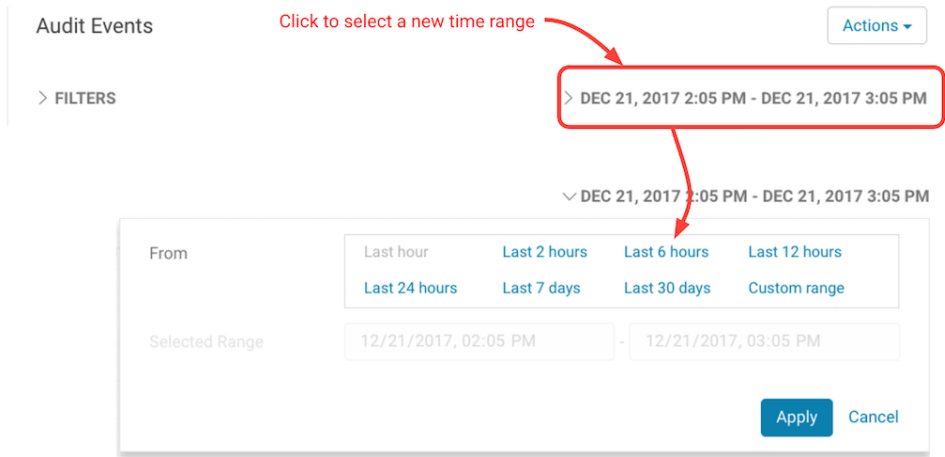 Audit Events
Click to select a new time range
Actions
FILTERS
DEC 21, 2017 2:05 PM - DEC 21, 2017 3:05 PM
DEC 21, 2017 2:05 PM - DEC 21, 2017 3:05 PM
From
Last hour Last 2 hours Last 6 hours Last 12 hours
Last 24 hours Last 7 days Last 30 days Custom range
Selected Range 12/21/2017, 02:05 PM - 12/21/2017, 03:05 PM
Apply Cancel